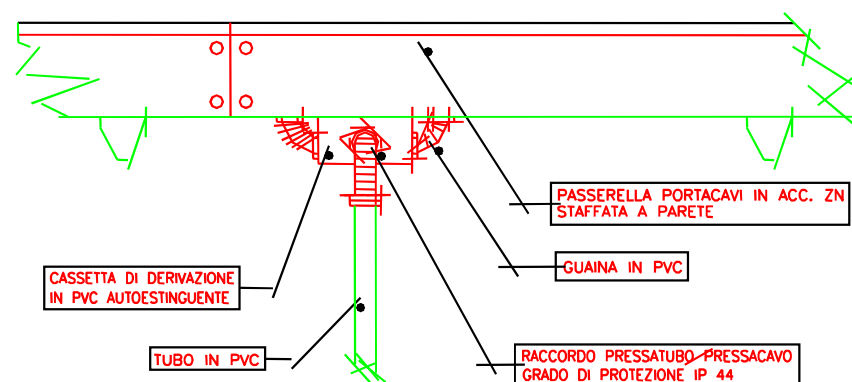 PASSERELLA PORTACAVI IN ACC. ZN
STAFFATA A PARETE
GUAINA IN PVC
CASSETTA DI DERIVAZIONE
IN PVC AUTOESTINGUENTE
TUBO IN PVC
RACCORDO PRESSATUBO/PRESSACAVO
GRADO DI PROTEZIONE IP 44